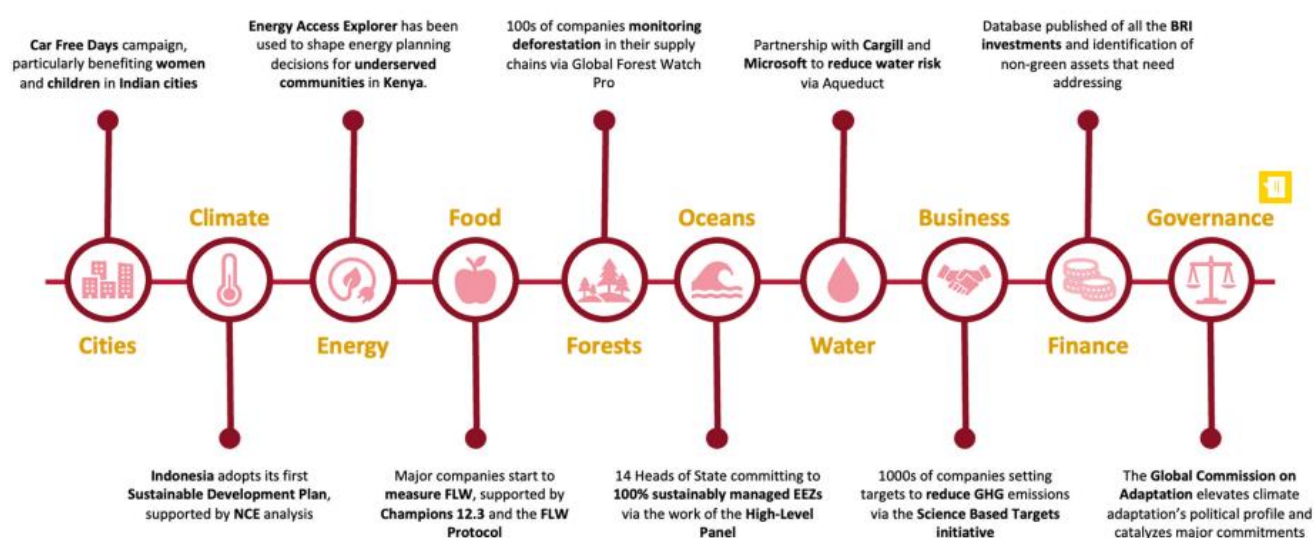 Car Free Days campaign,
particularly benefiting women
and children in Indian cities
Energy Access Explorer has been
used to shape energy planning
decisions for underserved
communities in Kenya.
100s of companies monitoring
deforestation in their supply
chains via Global Forest Watch
Pro
Partnership with Cargill and
Microsoft to reduce water risk
via Aqueduct
Database published of all the BRI
investments and identification of
non-green assets that need
addressing
Climate
Food
Oceans
Business
Governance
Cities
Energy
Forests
Water
Finance
Indonesia adopts its first
Sustainable Development Plan,
supported by NCE analysis
Major companies start to
measure FLW, supported by
Champions 12.3 and the FLW
Protocol
14 Heads of State committing to
100% sustainably managed EEZs
via the work of the High-Level
Panel
1000s of companies setting
targets to reduce GHG emissions
via the Science Based Targets
initiative
The Global Commission on
Adaptation elevates climate
adaptation's political profile and
catalyzes major commitments